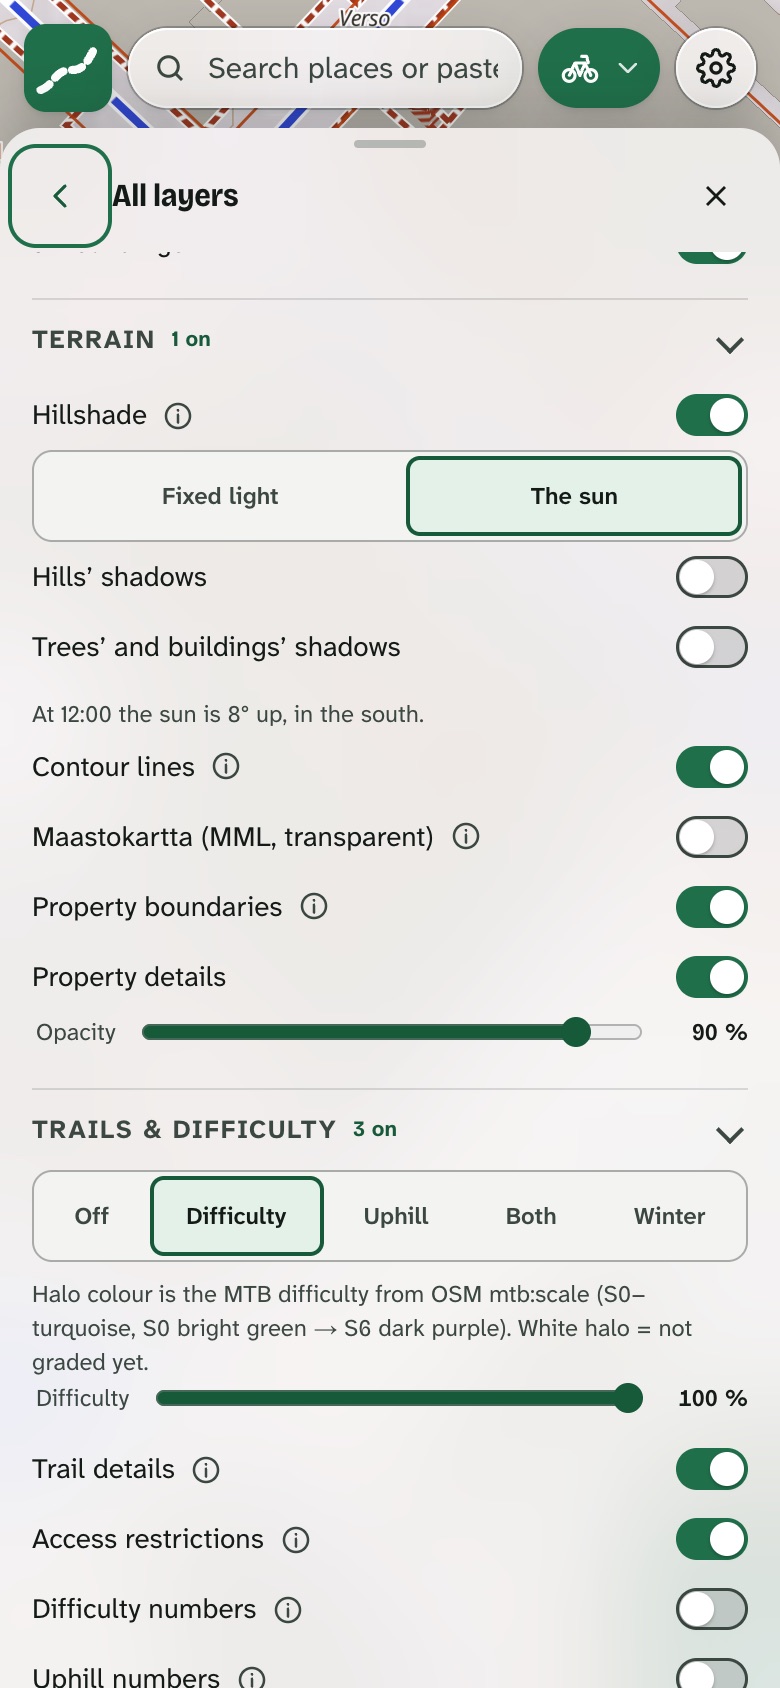 Verso
Search places or paste
All layers
TERRAIN 1 on
Hillshade
Fixed light
The sun
Hills’ shadows
Trees’ and buildings’ shadows
At 12:00 the sun is 8° up, in the south.
Contour lines
Maastokartta (MML, transparent)
Property boundaries
Property details
Opacity 90 %
TRAILS & DIFFICULTY 3 on
Off Difficulty Uphill Both Winter
Halo colour is the MTB difficulty from OSM mtb:scale (S0–
turquoise, S0 bright green → S6 dark purple). White halo = not
graded yet.
Difficulty 100 %
Trail details
Access restrictions
Difficulty numbers
Uphill numbers